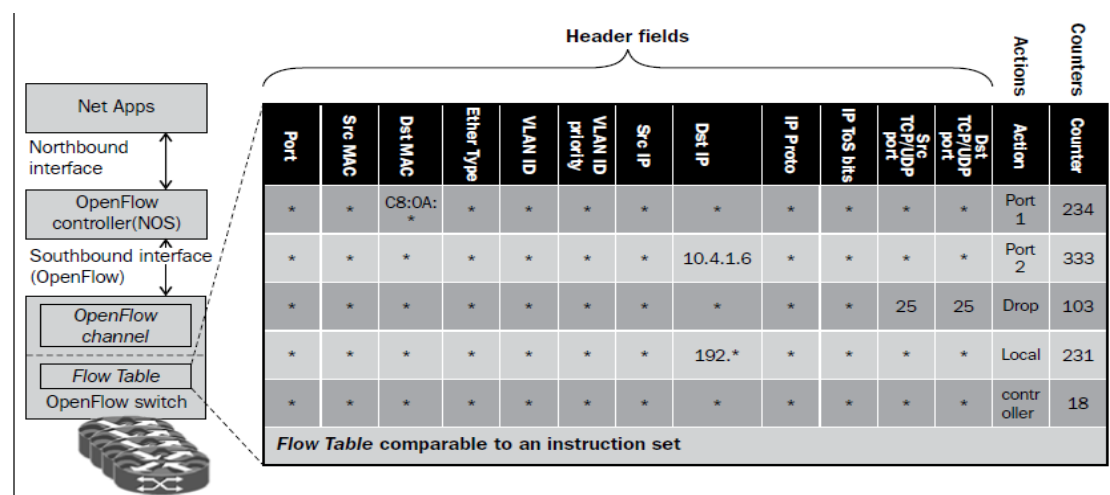 Header fields
Actions
Counters
Net Apps
Northbound
interface
OpenFlow
controller(NOS)
Southbound interface
(OpenFlow)
OpenFlow
channel
Flow Table
OpenFlow switch
Port
Src MAC
Dst MAC
Ether Type
VLAN ID
VLAN ID
priority
Src IP
Dst IP
IP Proto
IP ToS bits
Src
TCP/UDP
port
Dst
TCP/UDP
port
Action
Counter
* * C8:0A: * * * * * * * * * Port 234
* 1
* * * * * * * 10.4.1.6 * * * * Port 333
2
* * * * * * * * * * 25 25 Drop 103
* * * * * * * 192.* * * * * Local 231
* * * * * * * * * * * * contr 18
oller
Flow Table comparable to an instruction set